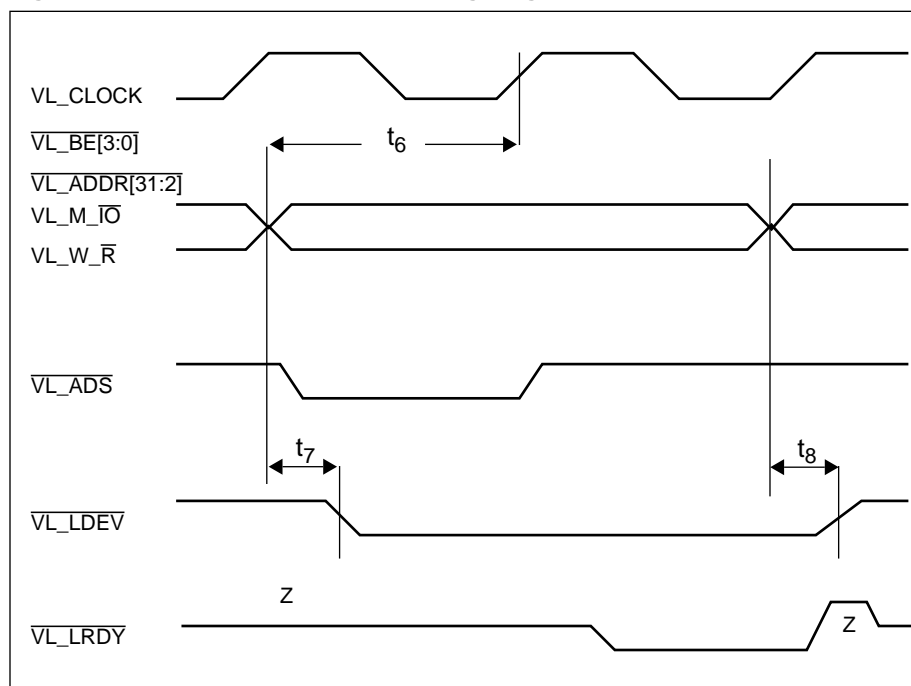 VL_CLOCK
VL_BE[3:0]
t6
VL_ADDR[31:2]
VL_M_IO
VL_W_R
VL_ADS
t7
t8
VL_LDEV
Z
VL_LRDY
Z